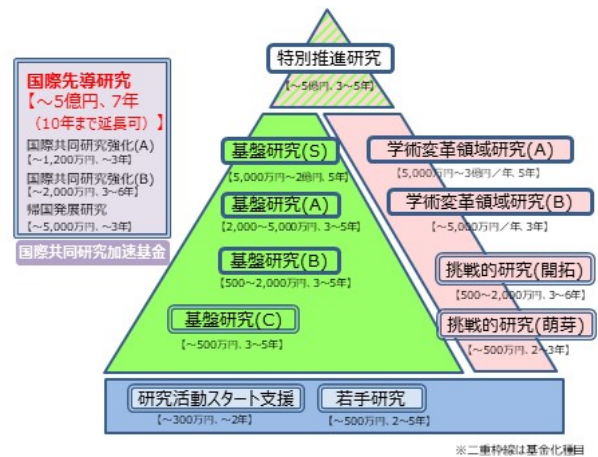 特別推進研究
【~5億円、3~5年】
国際先導研究
【~5億円、7年
(10年まで延長可)】
国際共同研究強化(A)
【~1,200万円、~3年】
国際共同研究強化(B)
【~2,000万円、3~6年】
帰国発展研究
【~5,000万円、~3年】
国際共同研究加速基金
基盤研究(S)
【5,000万円~2億円、5年】
基盤研究(A)
【2,000~5,000万円、3~5年】
基盤研究(B)
【500~2,000万円、3~5年】
基盤研究(C)
【~500万円、3~5年】
学術変革領域研究(A)
【5,000万円~3億円/年、5年】
学術変革領域研究(B)
【~5,000万円/年、3年】
挑戦的研究(開拓)
【500~2,000万円、3~6年】
挑戦的研究(萌芽)
【~500万円、2~3年】
研究活動スタート支援
【~300万円、~2年】
若手研究
【~500万円、2~5年】
※二重枠線は基金化種目